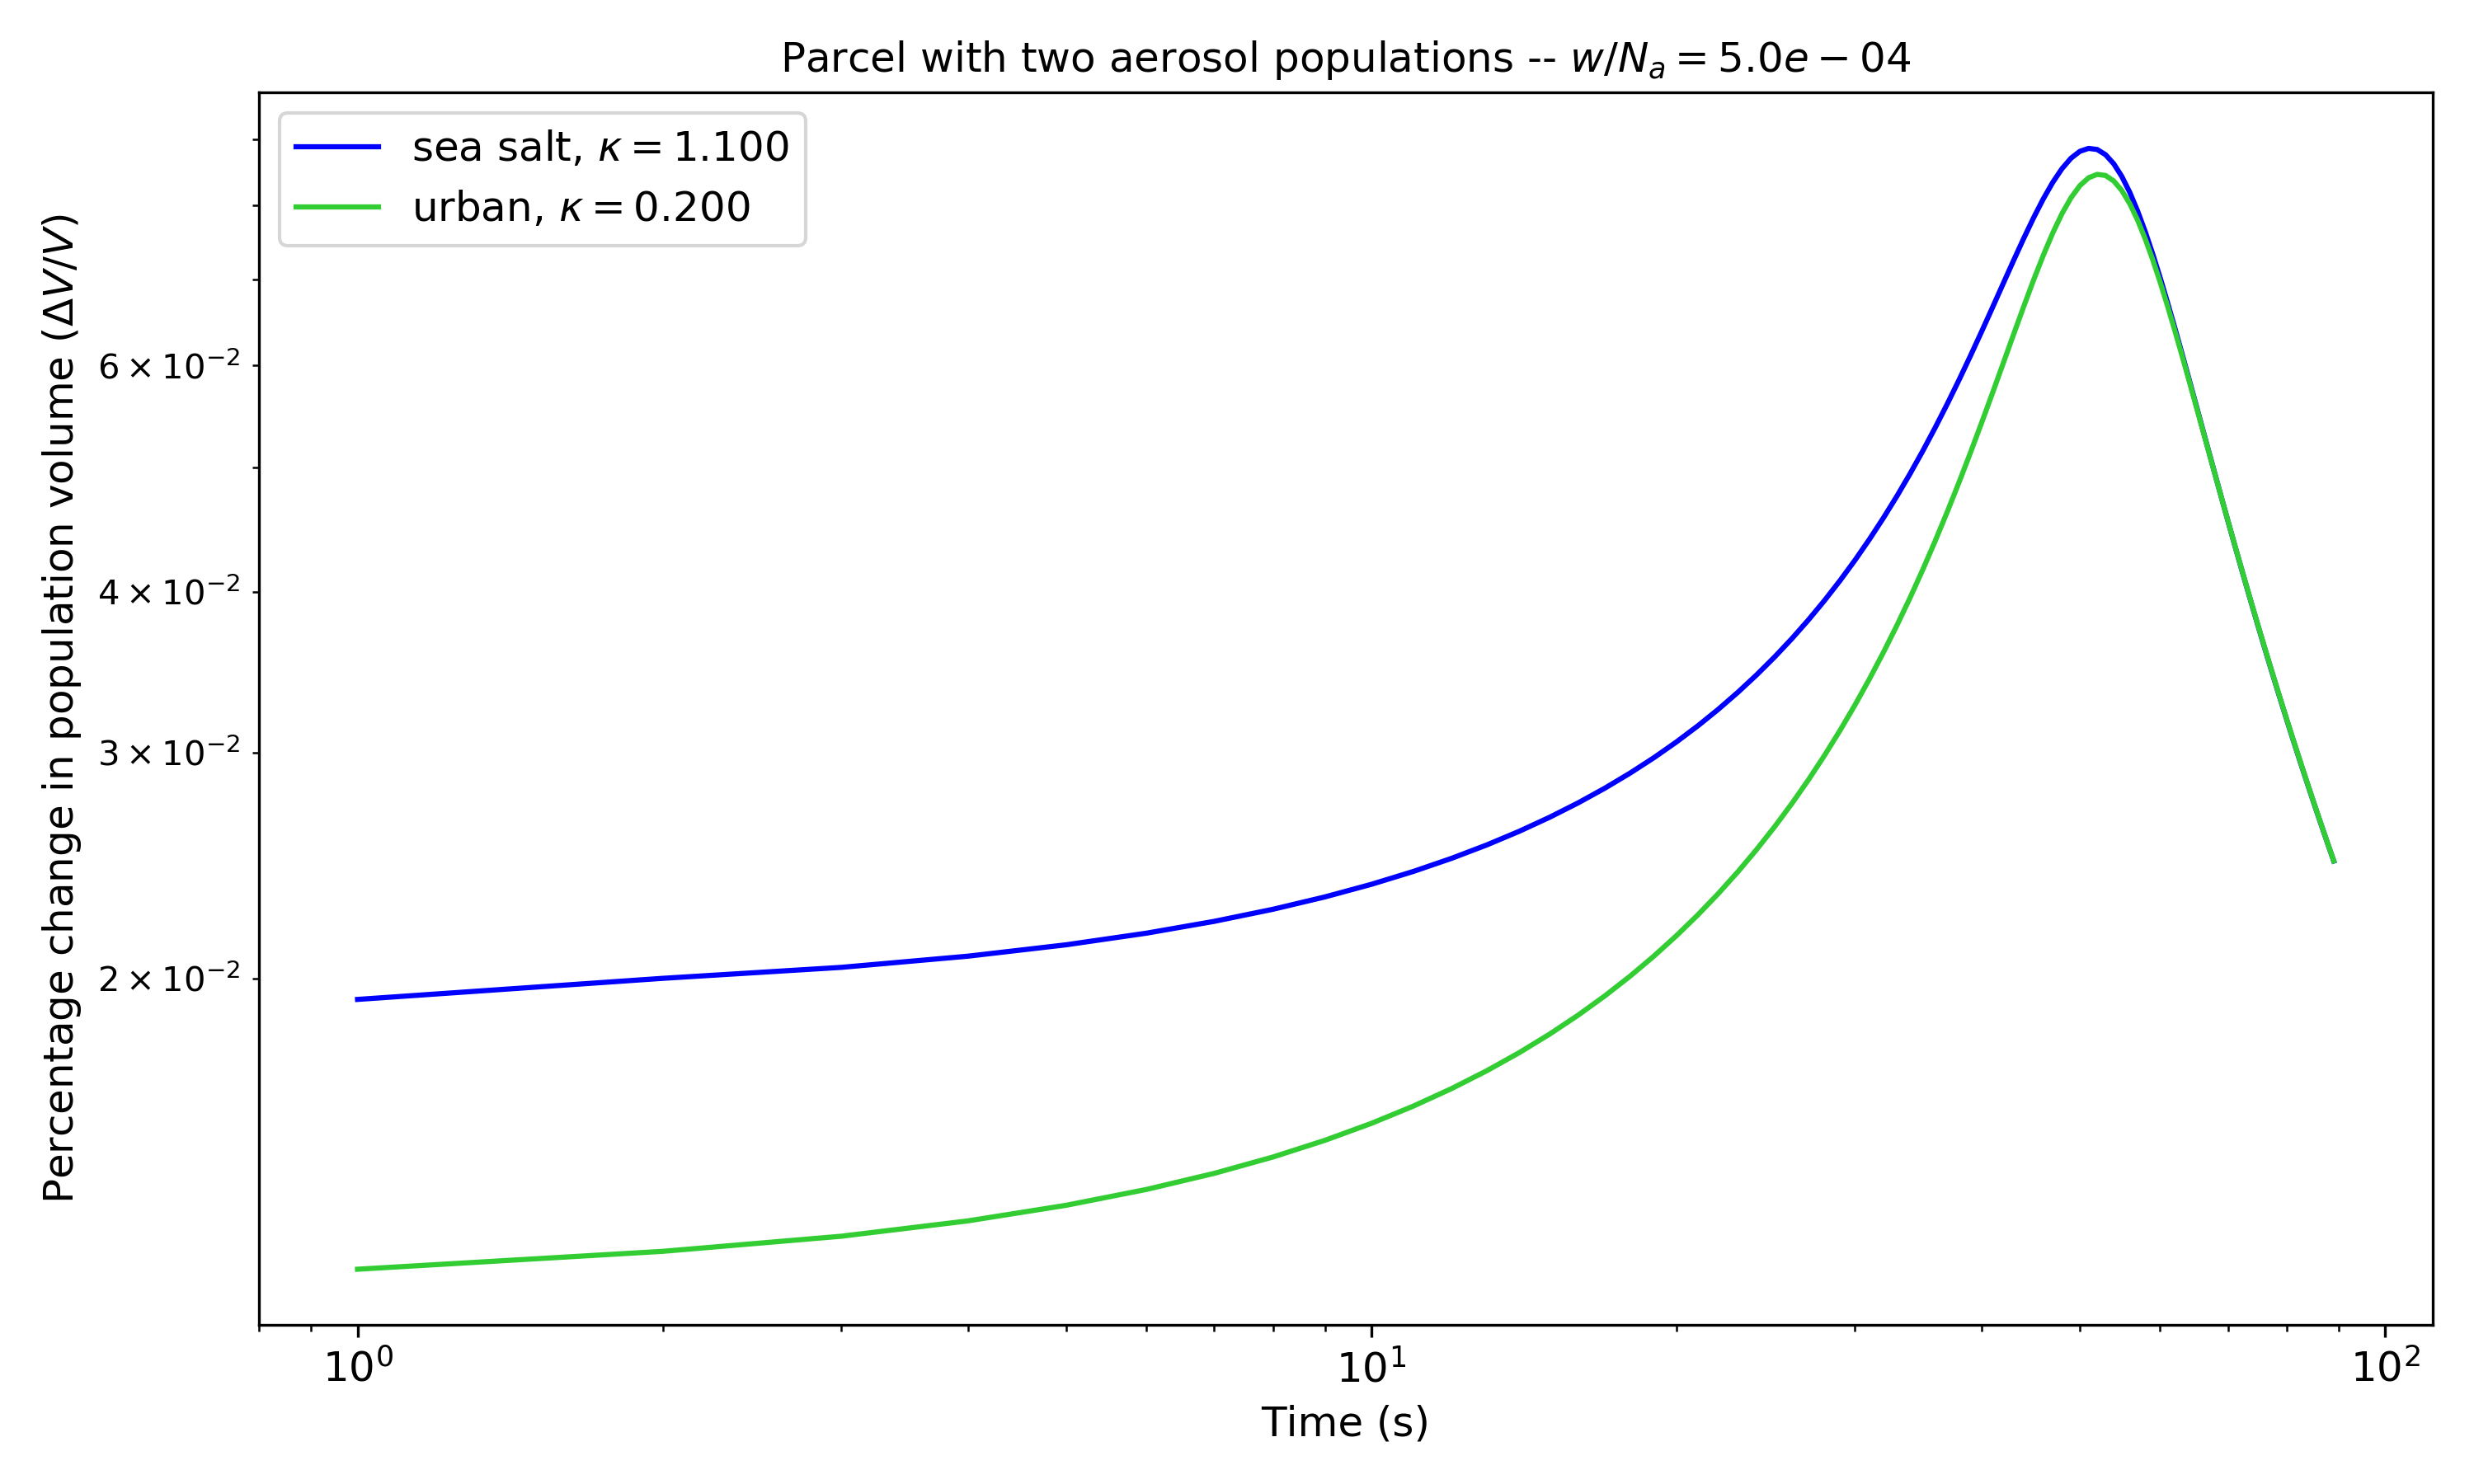 Parcel with two aerosol populations -- w/Nₐ = 5.0e − 04
sea salt, κ = 1.100
urban, κ = 0.200
Percentage change in population volume (ΔV/V)
6 × 10⁻²
4 × 10⁻²
3 × 10⁻²
2 × 10⁻²
10⁰ 10¹ 10²
Time (s)